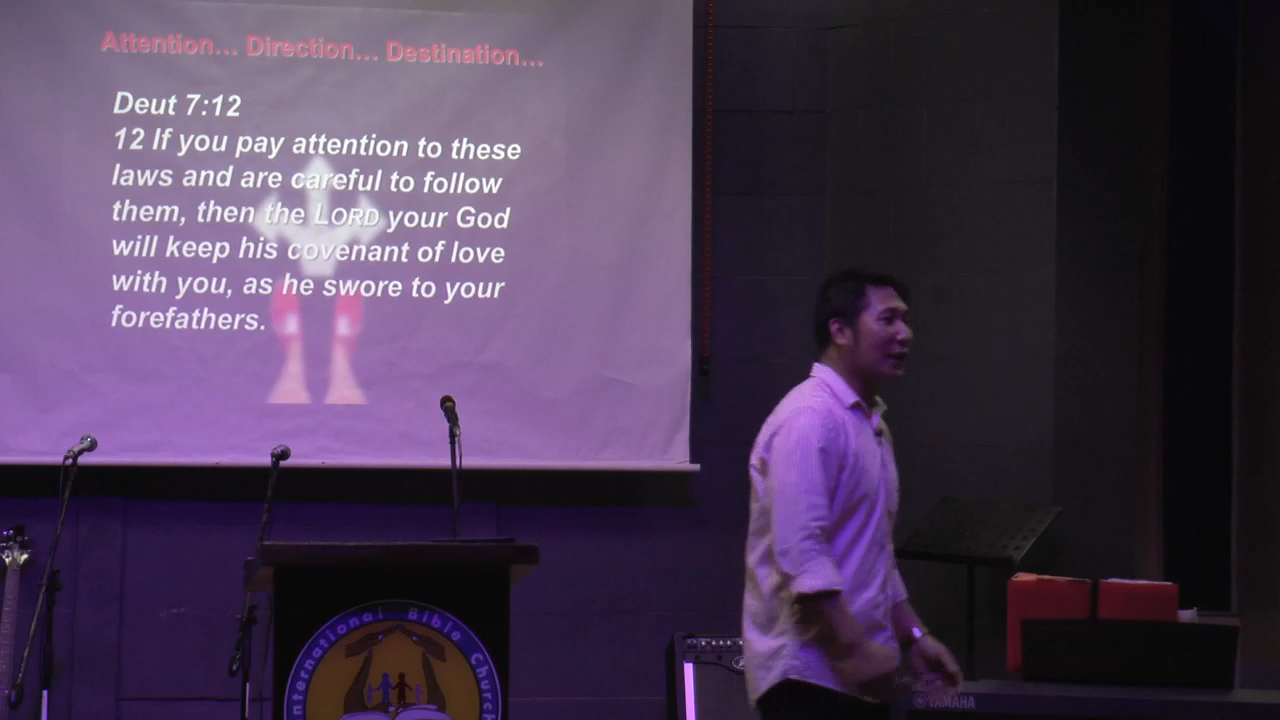 Attention... Direction... Destination...
Deut 7:12
12 If you pay attention to these
laws and are careful to follow
them, then the LORD your God
will keep his covenant of love
with you, as he swore to your
forefathers.
nternational Bible Church
YAMAHA